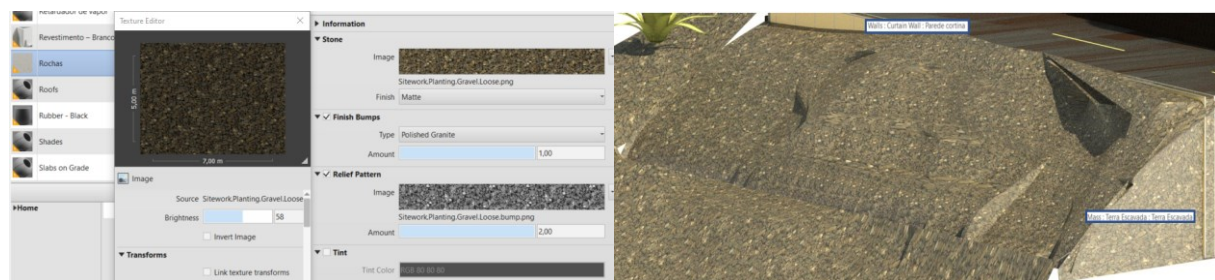 Retardador de vapor
Revestimento – Branco
Rochas
Roofs
Rubber - Black
Shades
Slabs on Grade
Home
Texture Editor
5,00 m
7,00 m
Image
Source Sitework.Planting.Gravel.Loose
Brightness 58
Invert Image
Transforms
Link texture transforms
Information
Stone
Image
Sitework.Planting.Gravel.Loose.png
Finish Matte
Finish Bumps
Type Polished Granite
Amount 1,00
Relief Pattern
Image
Sitework.Planting.Gravel.Loose.bump.png
Amount 2,00
Tint
Tint Color RGB 80 80 80
Walls : Curtain Wall : Parede cortina
Mass : Terra Escavada : Terra Escavada